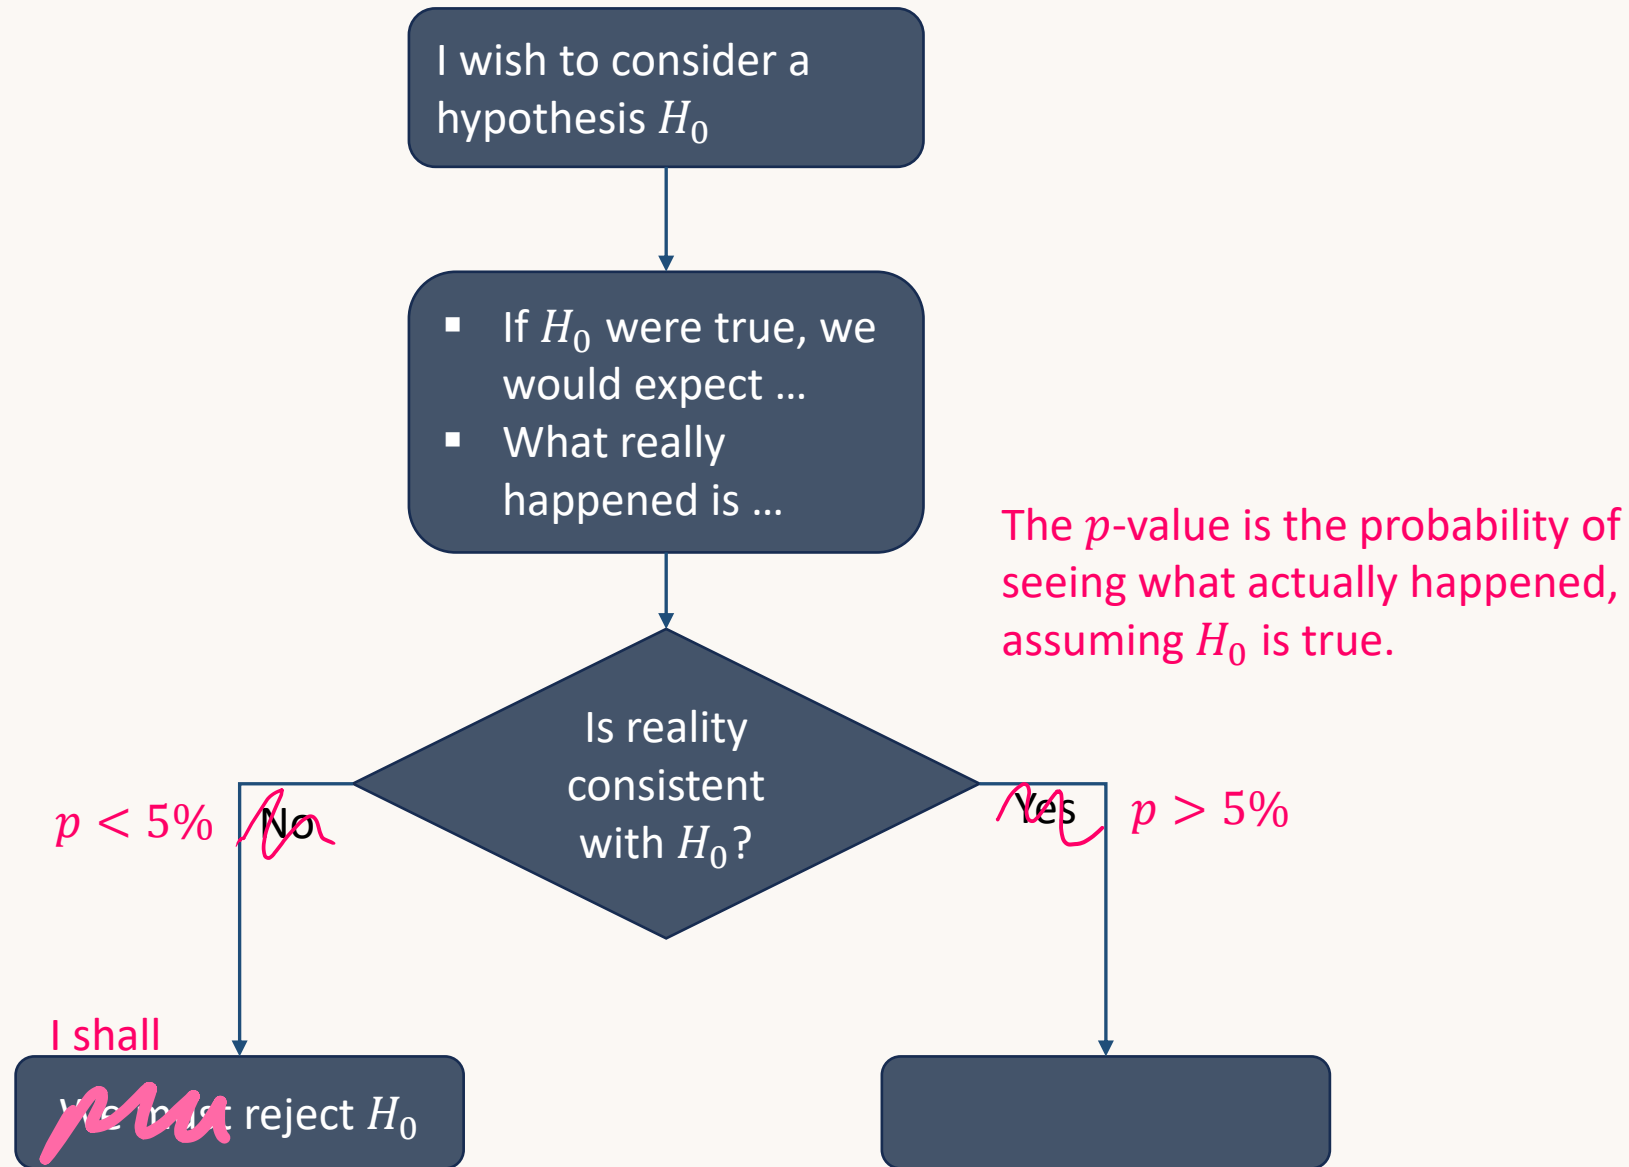 I wish to consider a
hypothesis H₀
▪ If H₀ were true, we
would expect …
▪ What really
happened is …
The p-value is the probability of
seeing what actually happened,
assuming H₀ is true.
Is reality
consistent
with H₀?
p < 5% No
Yes p > 5%
I shall
We must reject H₀